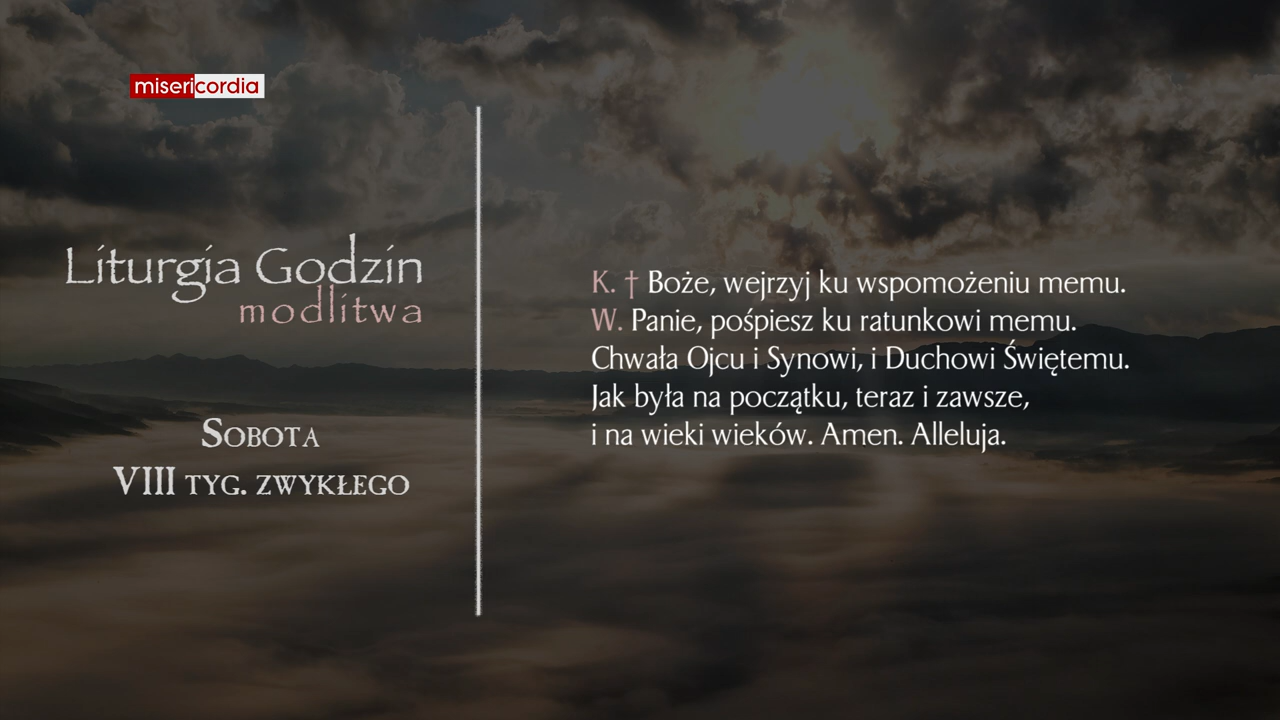 misericordia
Liturgia Godzin
modlitwa
Sobota
VIII tyg. zwykłego
K. † Boże, wejrzyj ku wspomożeniu memu.
W. Panie, pośpiesz ku ratunkowi memu.
Chwała Ojcu i Synowi, i Duchowi Świętemu.
Jak była na początku, teraz i zawsze,
i na wieki wieków. Amen. Alleluja.